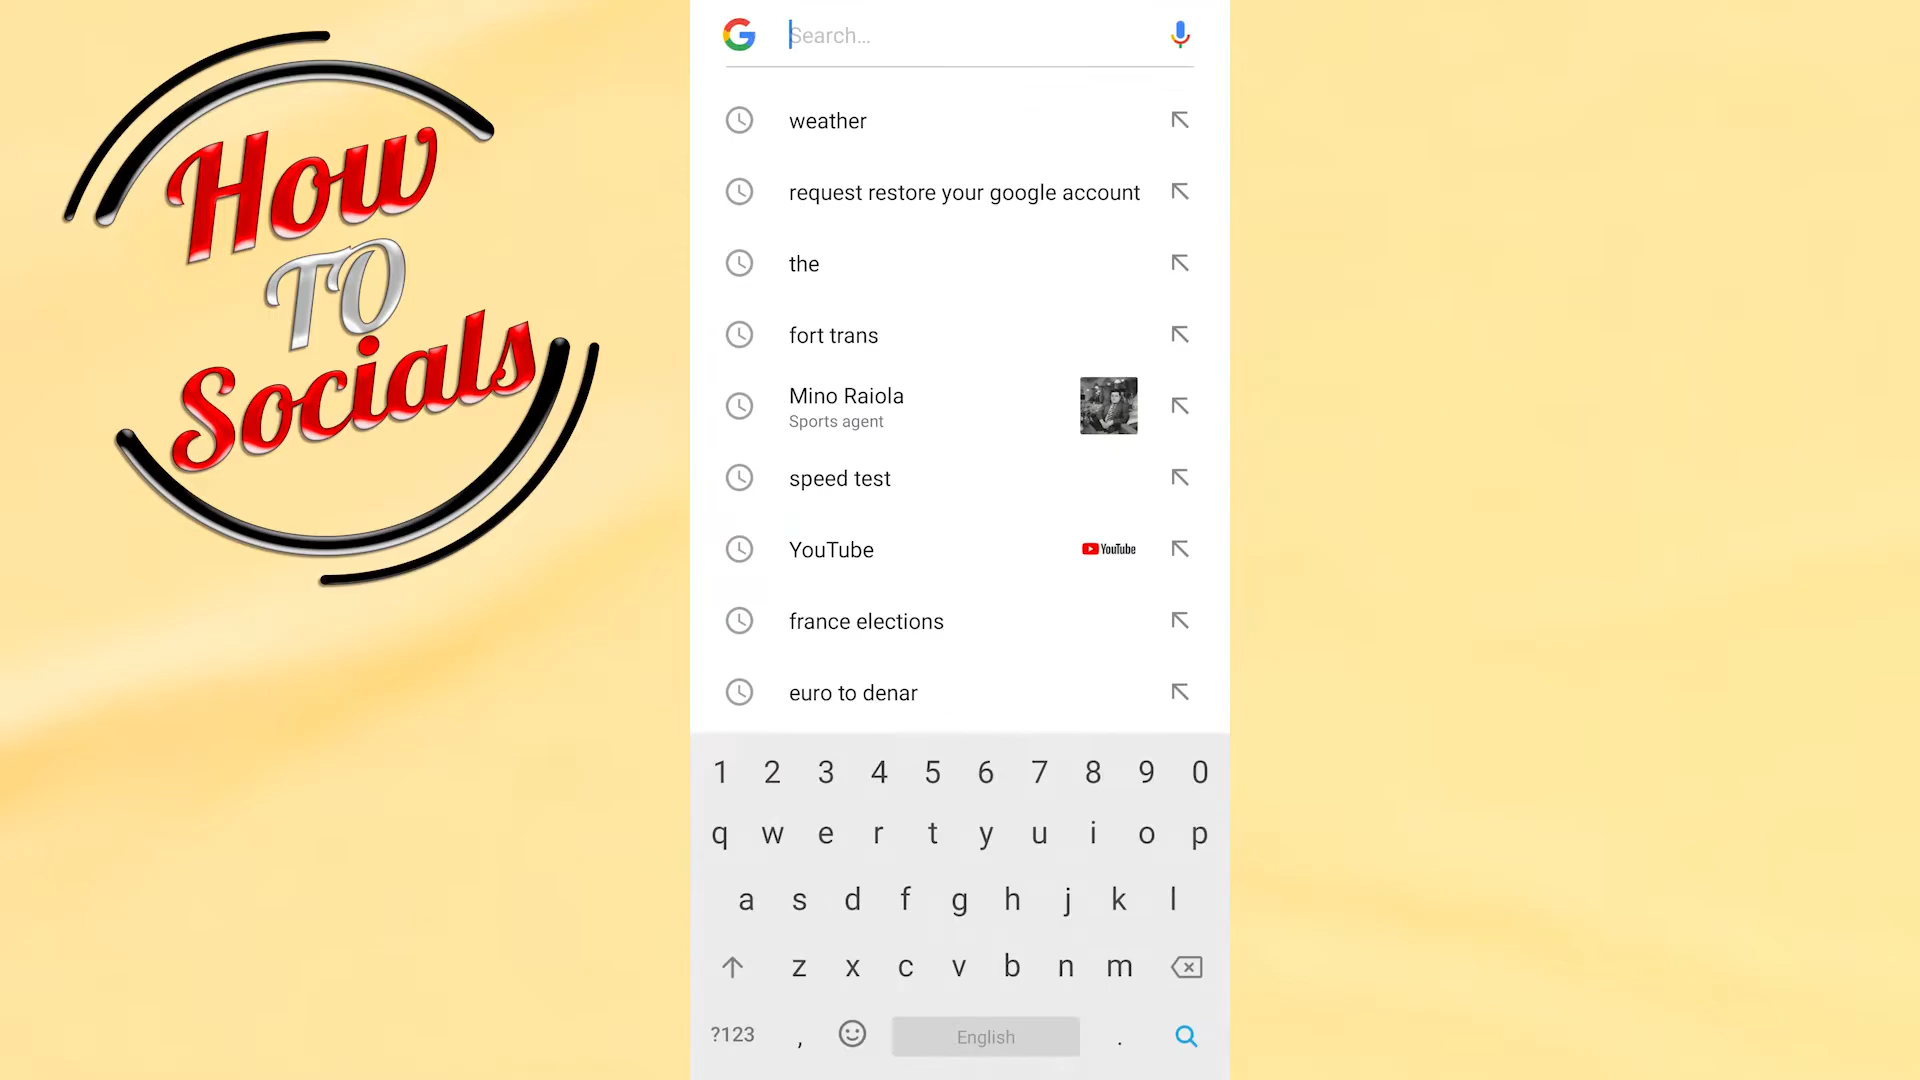 How
TO
Socials
Search...
weather
request restore your google account
the
fort trans
Mino Raiola
Sports agent
speed test
YouTube
YouTube
france elections
euro to denar
1 2 3 4 5 6 7 8 9 0
q w e r t y u i o p
a s d f g h j k l
z x c v b n m
?123 , English .